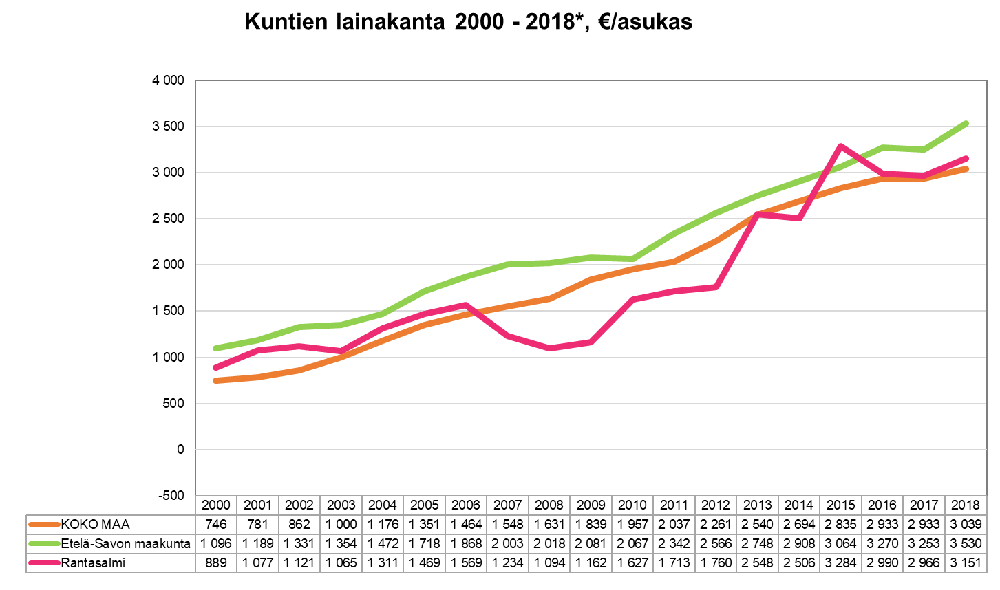 Kuntien lainakanta 2000 - 2018*, €/asukas
4 000
3 500
3 000
2 500
2 000
1 500
1 000
500
0
-500
2000 2001 2002 2003 2004 2005 2006 2007 2008 2009 2010 2011 2012 2013 2014 2015 2016 2017 2018
KOKO MAA 746 781 862 1 000 1 176 1 351 1 464 1 548 1 631 1 839 1 957 2 037 2 261 2 540 2 694 2 835 2 933 2 933 3 039
Etelä-Savon maakunta 1 096 1 189 1 331 1 354 1 472 1 718 1 868 2 003 2 018 2 081 2 067 2 342 2 566 2 748 2 908 3 064 3 270 3 253 3 530
Rantasalmi 889 1 077 1 121 1 065 1 311 1 469 1 569 1 234 1 094 1 162 1 627 1 713 1 760 2 548 2 506 3 284 2 990 2 966 3 151